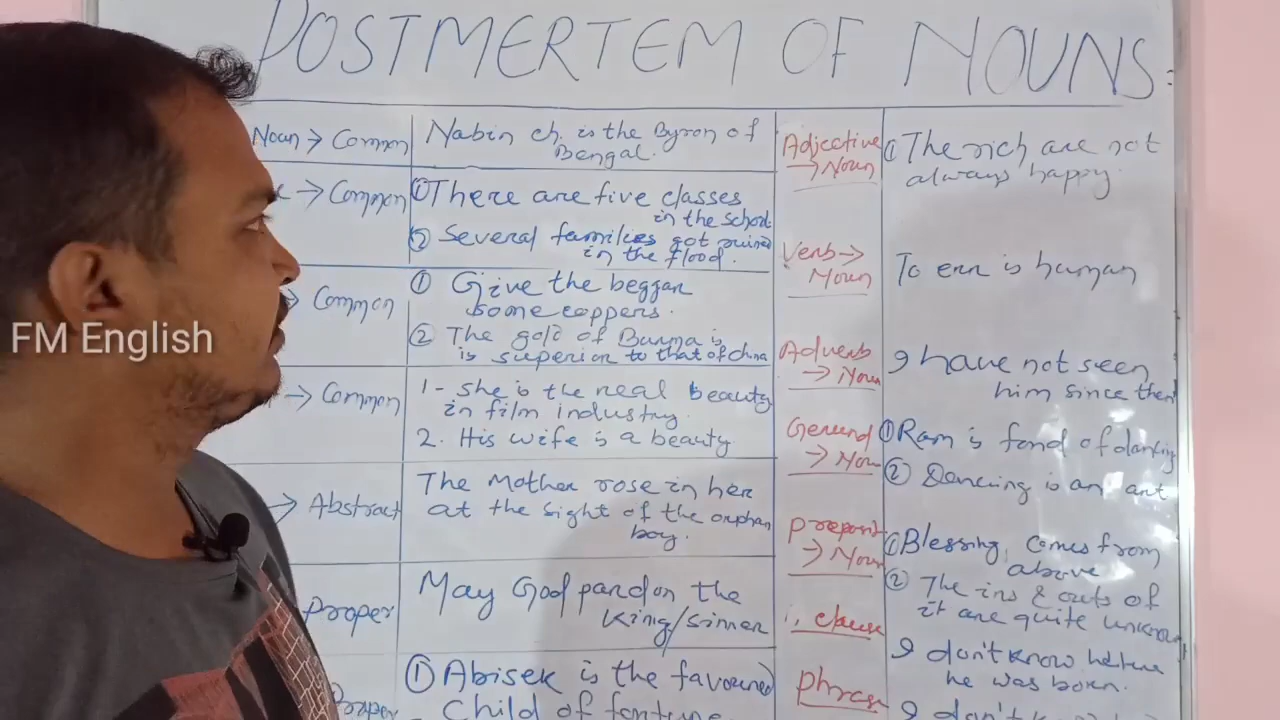 POSTMERTEM OF NOUNS:
Noun → Common
Nabin ch. is the Byron of
Bengal.
→ Common
① There are five classes
in the school
② Several families got ruined
in the flood.
→ Common
① Give the beggar
some coppers.
② The gold of Burma is
is superior to that of china
→ Common
1- she is the real beauty
in film industry.
2. His wife is a beauty.
→ Abstract
The Mother rose in her
at the sight of the orphan
boy.
Proper
May God pardon the
King/Sinner
① Abisek is the favoured
Child of fortune
Adjective
→ Noun
① The rich are not
always happy.
Verb →
Noun
To err is human
Adverb
→ Noun
I have not seen
him since then
Gerund
→ Noun
① Ram is fond of dancing
② Dancing is an art
preposit
→ Noun
① Blessing comes from
above
② The ins & outs of
it are quite unknown
clause
I don't know
he was born.
phrase
I don't
FM English